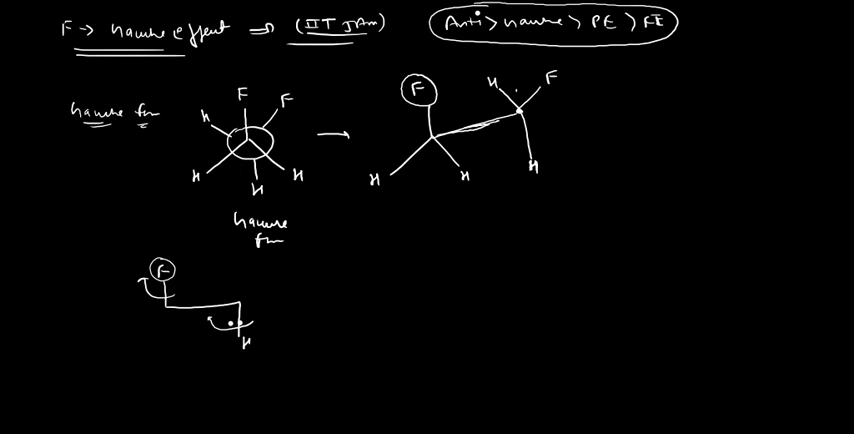 F → Gauche effect ⇒ (IIT JAM)
Anti > Gauche > PE > FE
Gauche fm
F
F
H
H
H
H
F
H
H
H
F
H
Gauche
fm
F
H